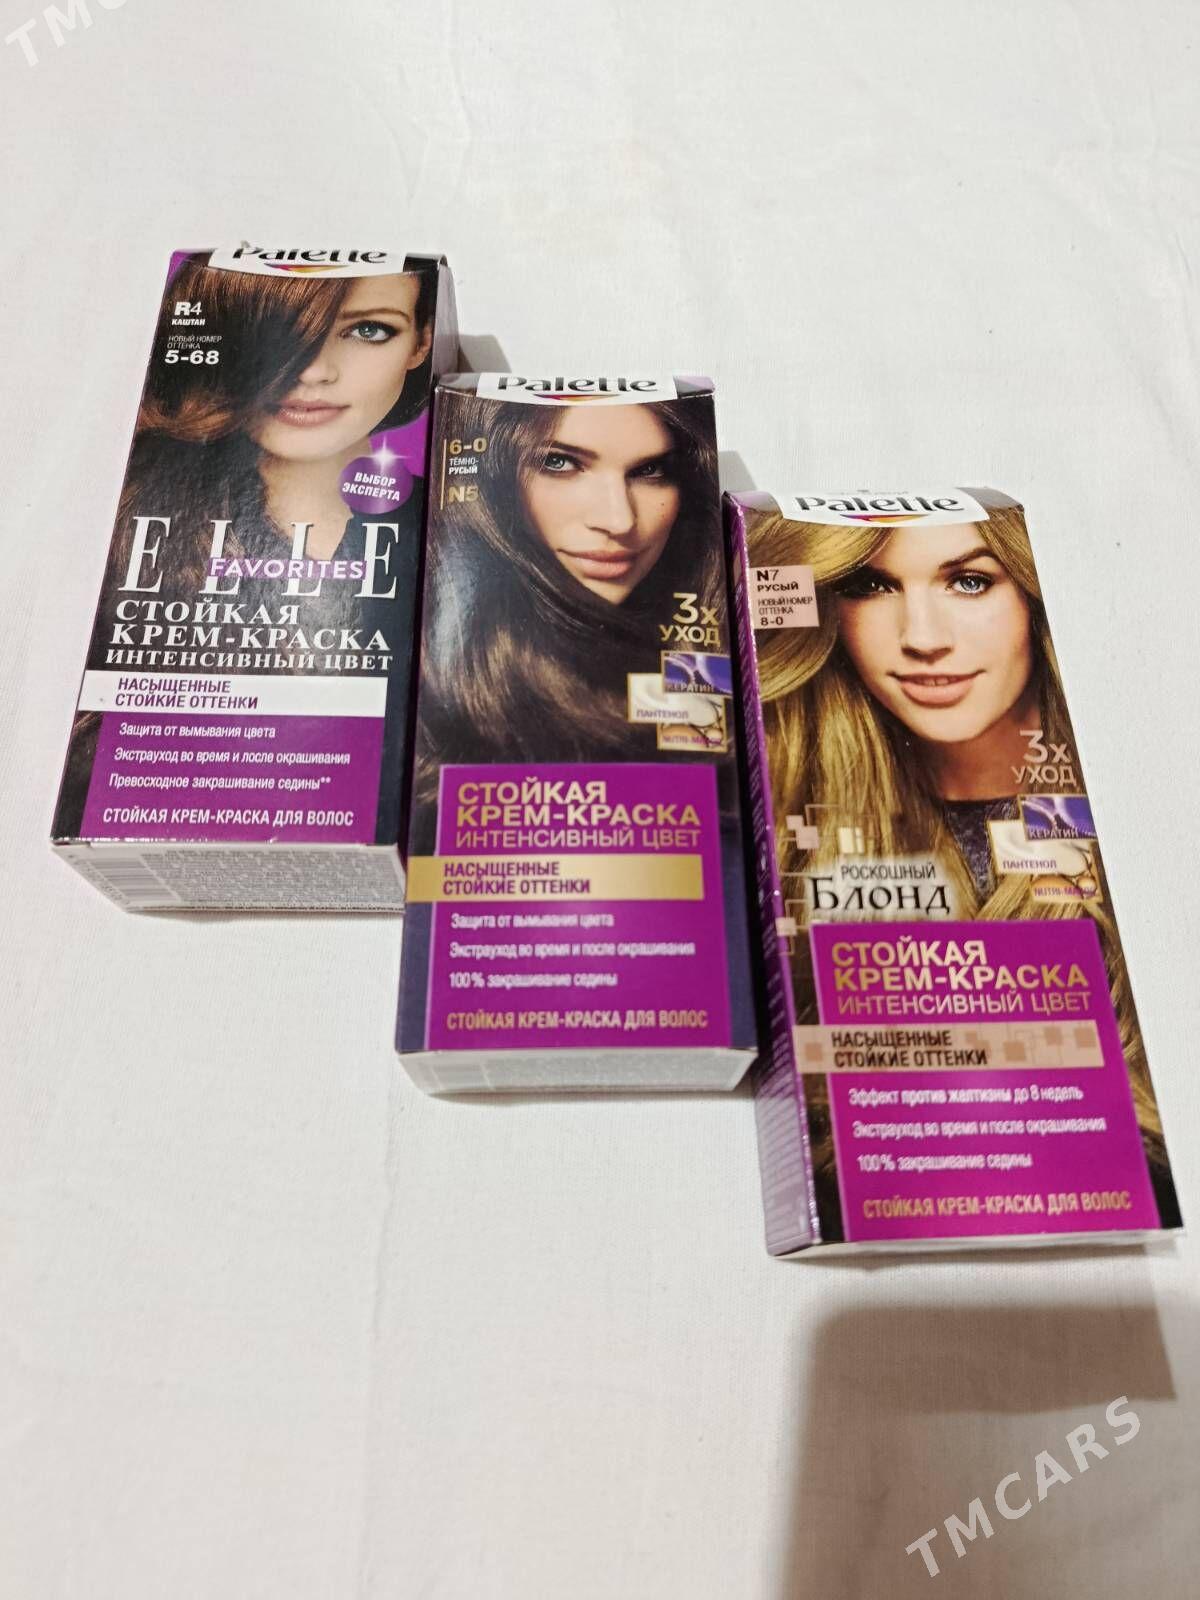 Palette
R4
КАШТАН
НОВЫЙ НОМЕР
ОТТЕНКА
5-68
ВЫБОР
ЭКСПЕРТА
ELLE
FAVORITES
СТОЙКАЯ
КРЕМ-КРАСКА
ИНТЕНСИВНЫЙ ЦВЕТ
НАСЫЩЕННЫЕ
СТОЙКИЕ ОТТЕНКИ
Защита от вымывания цвета
Экстрауход во время и после окрашивания
Превосходное закрашивание седины**
СТОЙКАЯ КРЕМ-КРАСКА ДЛЯ ВОЛОС
Palette
6-0
ТЁМНО-
РУСЫЙ
N5
3x
УХОД
КЕРАТИН
ПАНТЕНОЛ
СТОЙКАЯ
КРЕМ-КРАСКА
ИНТЕНСИВНЫЙ ЦВЕТ
НАСЫЩЕННЫЕ
СТОЙКИЕ ОТТЕНКИ
Защита от вымывания цвета
Экстрауход во время и после окрашивания
100% закрашивание седины
СТОЙКАЯ КРЕМ-КРАСКА ДЛЯ ВОЛОС
Palette
N7
РУСЫЙ
НОВЫЙ НОМЕР
ОТТЕНКА
8-0
3x
УХОД
КЕРАТИН
ПАНТЕНОЛ
РОСКОШНЫЙ
БЛОНД
СТОЙКАЯ
КРЕМ-КРАСКА
ИНТЕНСИВНЫЙ ЦВЕТ
НАСЫЩЕННЫЕ
СТОЙКИЕ ОТТЕНКИ
Эффект против желтизны до 8 недель
Экстрауход во время и после окрашивания
100% закрашивание седины
СТОЙКАЯ КРЕМ-КРАСКА ДЛЯ ВОЛОС
TMCARS